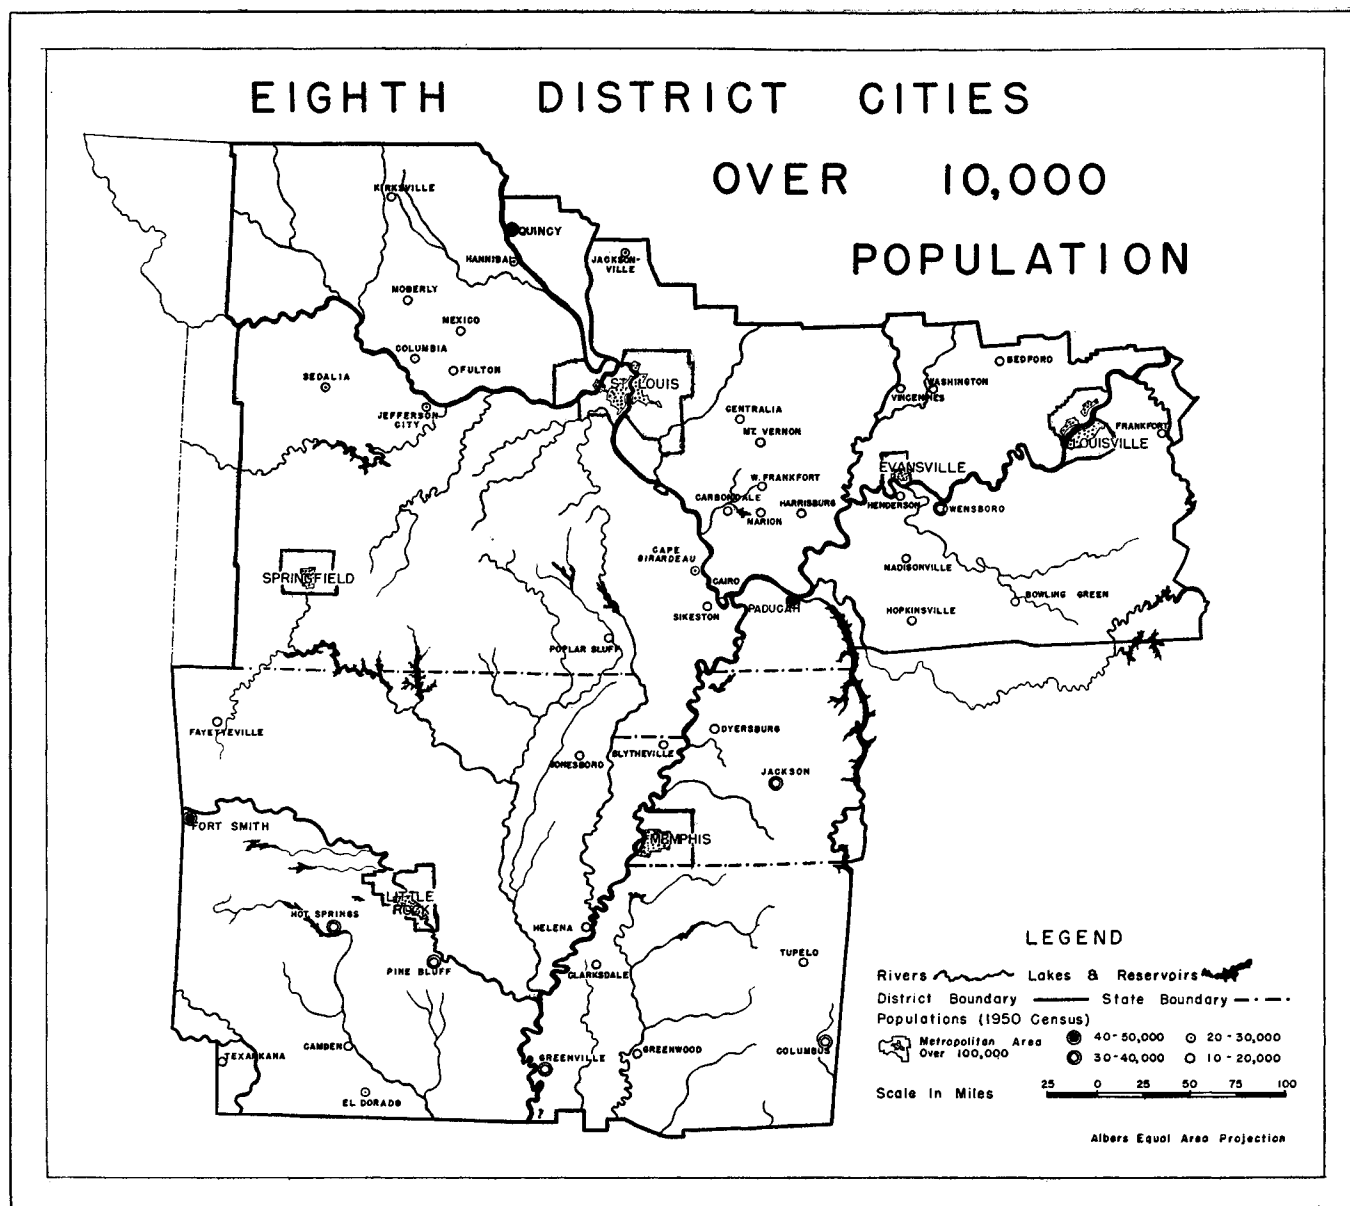 EIGHTH DISTRICT CITIES
OVER 10,000
POPULATION
KIRKSVILLE
QUINCY
HANNIBAL
JACKSON-
VILLE
MOBERLY
MEXICO
COLUMBIA
FULTON
SEDALIA
JEFFERSON
CITY
ST. LOUIS
BEDFORD
WASHINGTON
VINCENNES
CENTRALIA
MT. VERNON
FRANKFORT
LOUISVILLE
EVANSVILLE
W. FRANKFORT
CARBONDALE
HARRISBURG
MARION
HENDERSON
OWENSBORO
CAPE
GIRARDEAU
SPRINGFIELD
CAIRO
MADISONVILLE
SIKESTON
PADUCAH
HOPKINSVILLE
BOWLING GREEN
POPLAR BLUFF
FAYETTEVILLE
DYERSBURG
BLYTHEVILLE
JONESBORO
JACKSON
FORT SMITH
MEMPHIS
LITTLE
ROCK
HOT SPRINGS
HELENA
PINE BLUFF
CLARKSDALE
TUPELO
TEXARKANA
CAMDEN
GREENVILLE
GREENWOOD
COLUMBUS
EL DORADO
LEGEND
Rivers Lakes & Reservoirs
District Boundary State Boundary
Populations (1950 Census)
Metropolitan Area
Over 100,000
40-50,000 20-30,000
30-40,000 10-20,000
Scale In Miles 25 0 25 50 75 100
Albers Equal Area Projection